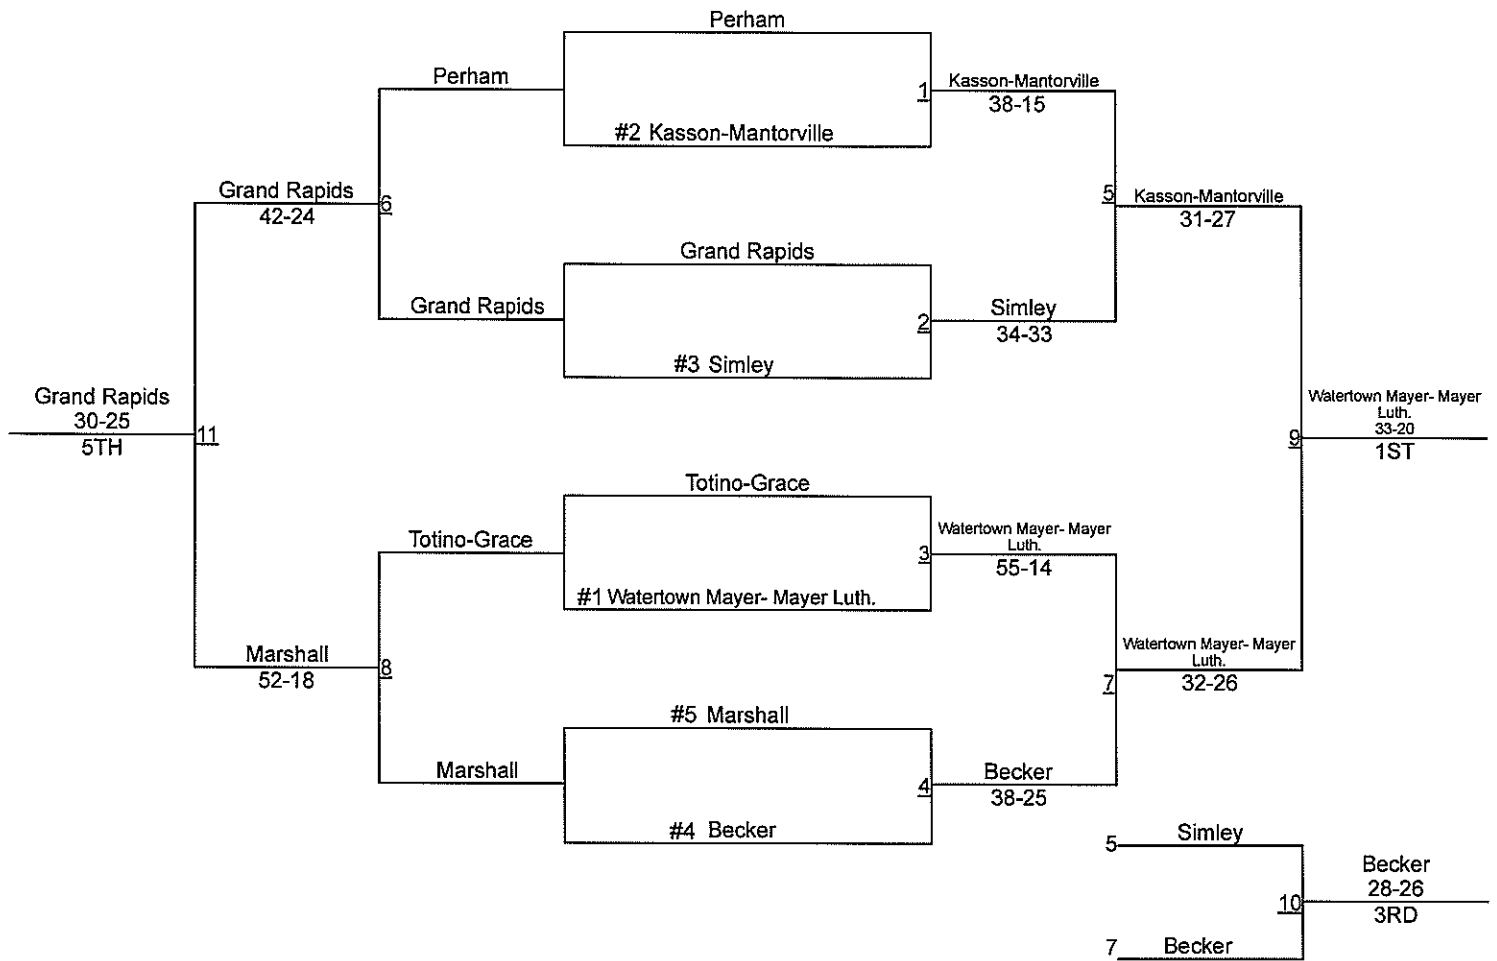 Perham
Perham
1
Kasson-Mantorville
38-15
#2 Kasson-Mantorville
Grand Rapids
42-24
6
5
Kasson-Mantorville
31-27
Grand Rapids
Grand Rapids
2
Simley
34-33
#3 Simley
Grand Rapids
30-25
5TH
11
9
Watertown Mayer- Mayer
Luth.
33-20
1ST
Totino-Grace
Totino-Grace
3
Watertown Mayer- Mayer
Luth.
55-14
#1 Watertown Mayer- Mayer Luth.
Marshall
52-18
8
7
Watertown Mayer- Mayer
Luth.
32-26
#5 Marshall
Marshall
4
Becker
38-25
#4 Becker
5
Simley
10
Becker
28-26
3RD
7
Becker